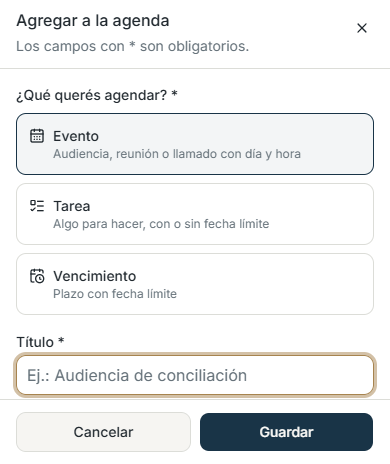 Agregar a la agenda
Los campos con * son obligatorios.
¿Qué querés agendar? *
Evento
Audiencia, reunión o llamado con día y hora
Tarea
Algo para hacer, con o sin fecha límite
Vencimiento
Plazo con fecha límite
Título *
Ej.: Audiencia de conciliación
Cancelar
Guardar